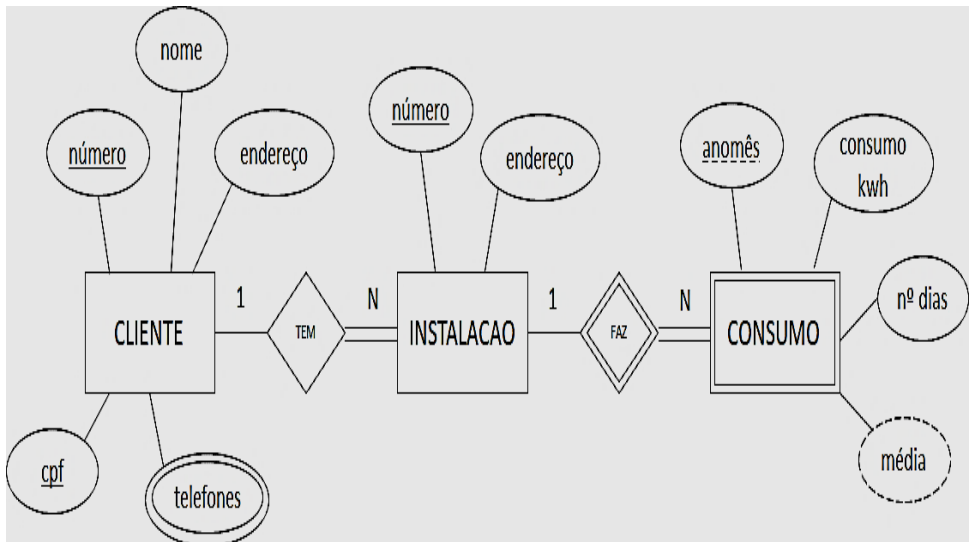 nome
número
endereço
número
endereço
anomês
consumo
kwh
CLIENTE
1
TEM
N
INSTALACAO
1
FAZ
N
CONSUMO
nº dias
cpf
telefones
média